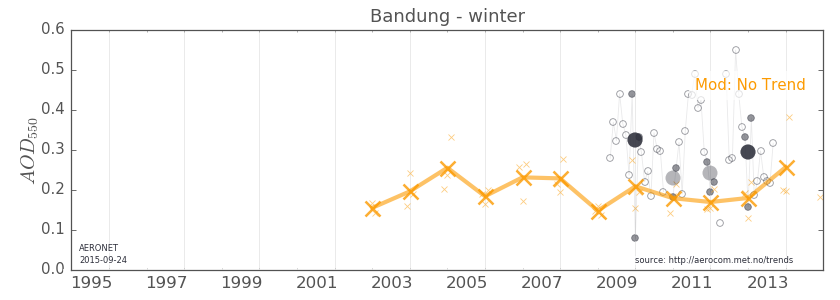 Bandung - winter
0.6
0.5
0.4
0.3
0.2
0.1
0.0
AOD550
Mod: No Trend
AERONET
2015-09-24
source: http://aerocom.met.no/trends
1995 1997 1999 2001 2003 2005 2007 2009 2011 2013